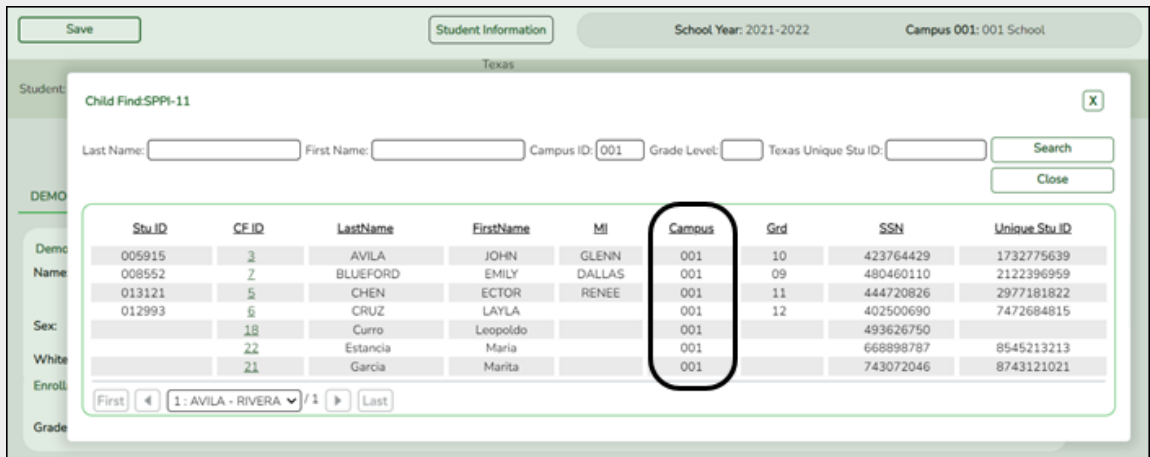 Save
Student Information
School Year: 2021-2022
Campus 001: 001 School
Texas
Student:
Child Find:SPPI-11
X
Last Name:
First Name:
Campus ID: 001
Grade Level:
Texas Unique Stu ID:
Search
Close
DEMO
Stu ID CF ID LastName FirstName MI Campus Grd SSN Unique Stu ID
005915 3 AVILA JOHN GLENN 001 10 423764429 1732775639
008552 7 BLUEFORD EMILY DALLAS 001 09 480460110 2122396959
013121 5 CHEN ECTOR RENEE 001 11 444720826 2977181822
012993 6 CRUZ LAYLA 001 12 402500690 7472684815
18 Curro Leopoldo 001 493626750
22 Estancia Maria 001 668898787 8545213213
21 Garcia Marita 001 743072046 8743121021
First 1 : AVILA - RIVERA / 1 Last
Demo
Name
Sex:
White
Enroll
Grade